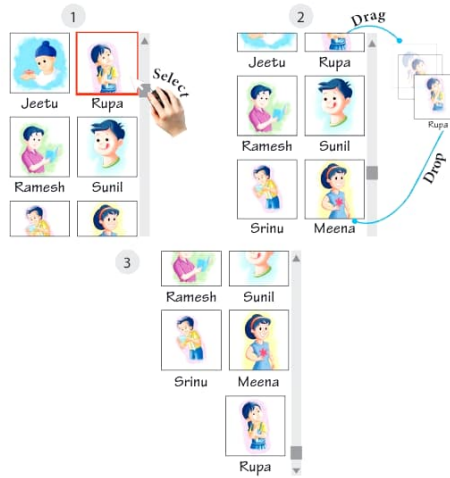 1
Select
Jeetu Rupa
Ramesh Sunil
2
Drag
Jeetu Rupa
Rupa
Ramesh Sunil
Drop
Srinu Meena
3
Ramesh Sunil
Srinu Meena
Rupa